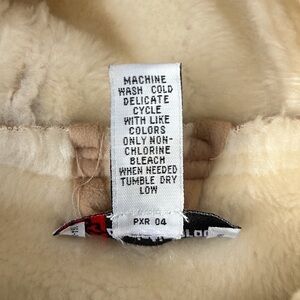 MACHINE
WASH COLD
DELICATE
CYCLE
WITH LIKE
COLORS
ONLY NON-
CHLORINE
BLEACH
WHEN NEEDED
TUMBLE DRY
LOW
PXR 04